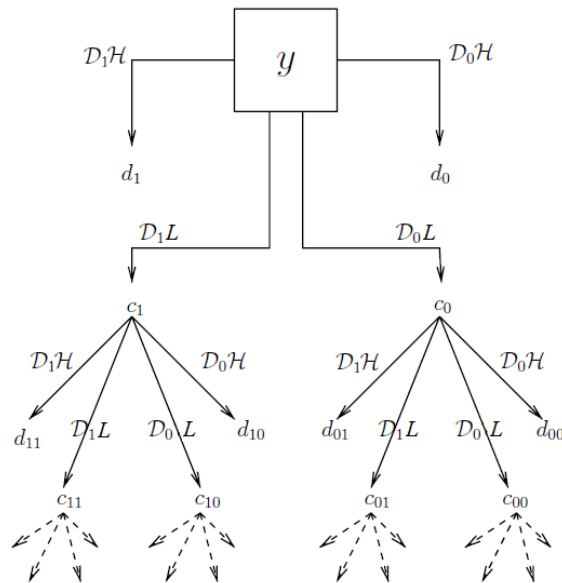 𝒟₁ℋ y 𝒟₀ℋ
d₁ d₀
𝒟₁L 𝒟₀L
c₁ c₀
𝒟₁ℋ 𝒟₀ℋ 𝒟₁ℋ 𝒟₀ℋ
d₁₁ 𝒟₁L 𝒟₀L d₁₀ d₀₁ 𝒟₁L 𝒟₀L d₀₀
c₁₁ c₁₀ c₀₁ c₀₀